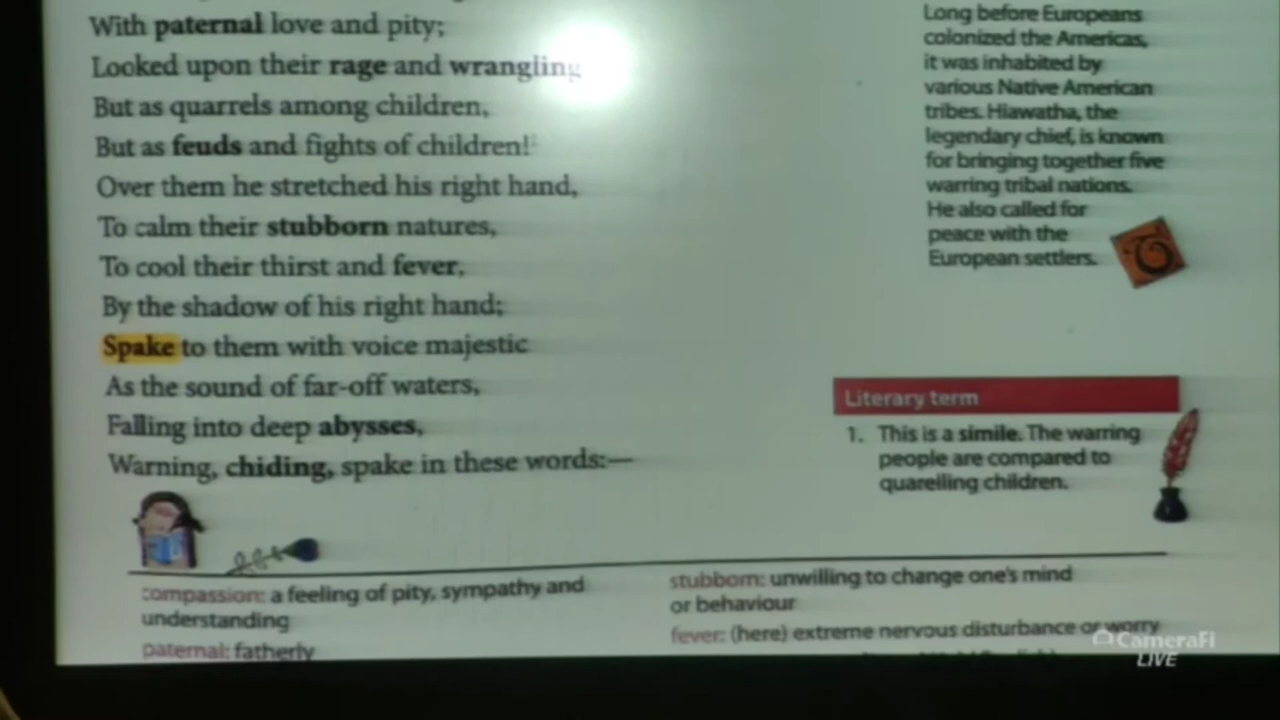 With paternal love and pity;
Looked upon their rage and wrangling
But as quarrels among children,
But as feuds and fights of children!
Over them he stretched his right hand,
To calm their stubborn natures,
To cool their thirst and fever,
By the shadow of his right hand;
Spake to them with voice majestic
As the sound of far-off waters,
Falling into deep abysses,
Warning, chiding, spake in these words:—
Long before Europeans
colonized the Americas,
it was inhabited by
various Native American
tribes. Hiawatha, the
legendary chief, is known
for bringing together five
warring tribal nations.
He also called for
peace with the
European settlers.
Literary term
1. This is a simile. The warring
people are compared to
quarelling children.
compassion: a feeling of pity, sympathy and
understanding
paternal: fatherly
stubborn: unwilling to change one's mind
or behaviour
fever: (here) extreme nervous disturbance or worry
CameraFi
LIVE